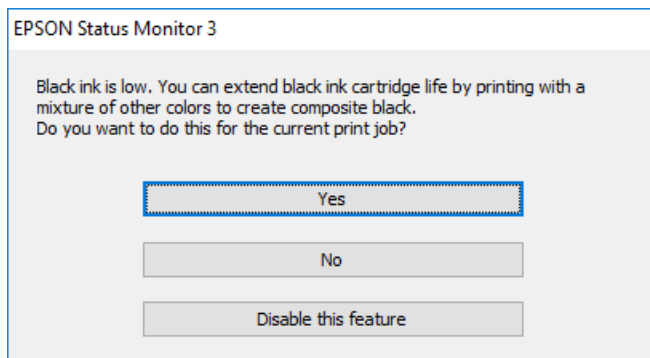 EPSON Status Monitor 3
Black ink is low. You can extend black ink cartridge life by printing with a
mixture of other colors to create composite black.
Do you want to do this for the current print job?
Yes
No
Disable this feature